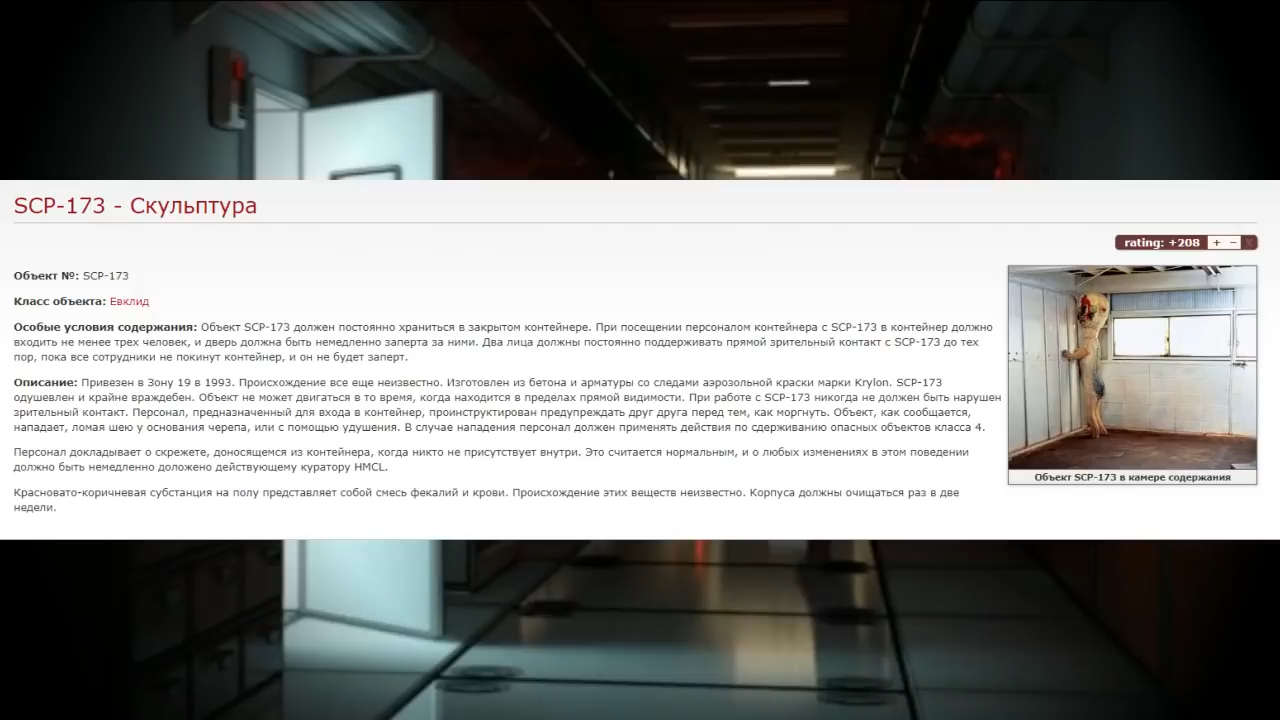 SCP-173 - Скульптура
rating: +208 + − X
Объект №: SCP-173
Класс объекта: Евклид
Особые условия содержания: Объект SCP-173 должен постоянно храниться в закрытом контейнере. При посещении персоналом контейнера с SCP-173 в контейнер должно
входить не менее трех человек, и дверь должна быть немедленно заперта за ними. Два лица должны постоянно поддерживать прямой зрительный контакт с SCP-173 до тех
пор, пока все сотрудники не покинут контейнер, и он не будет заперт.
Описание: Привезен в Зону 19 в 1993. Происхождение все еще неизвестно. Изготовлен из бетона и арматуры со следами аэрозольной краски марки Krylon. SCP-173
одушевлен и крайне враждебен. Объект не может двигаться в то время, когда находится в пределах прямой видимости. При работе с SCP-173 никогда не должен быть нарушен
зрительный контакт. Персонал, предназначенный для входа в контейнер, проинструктирован предупреждать друг друга перед тем, как моргнуть. Объект, как сообщается,
нападает, ломая шею у основания черепа, или с помощью удушения. В случае нападения персонал должен применять действия по сдерживанию опасных объектов класса 4.
Персонал докладывает о скрежете, доносящемся из контейнера, когда никто не присутствует внутри. Это считается нормальным, и о любых изменениях в этом поведении
должно быть немедленно доложено действующему куратору HMCL.
Красновато-коричневая субстанция на полу представляет собой смесь фекалий и крови. Происхождение этих веществ неизвестно. Корпуса должны очищаться раз в две
недели.
Объект SCP-173 в камере содержания